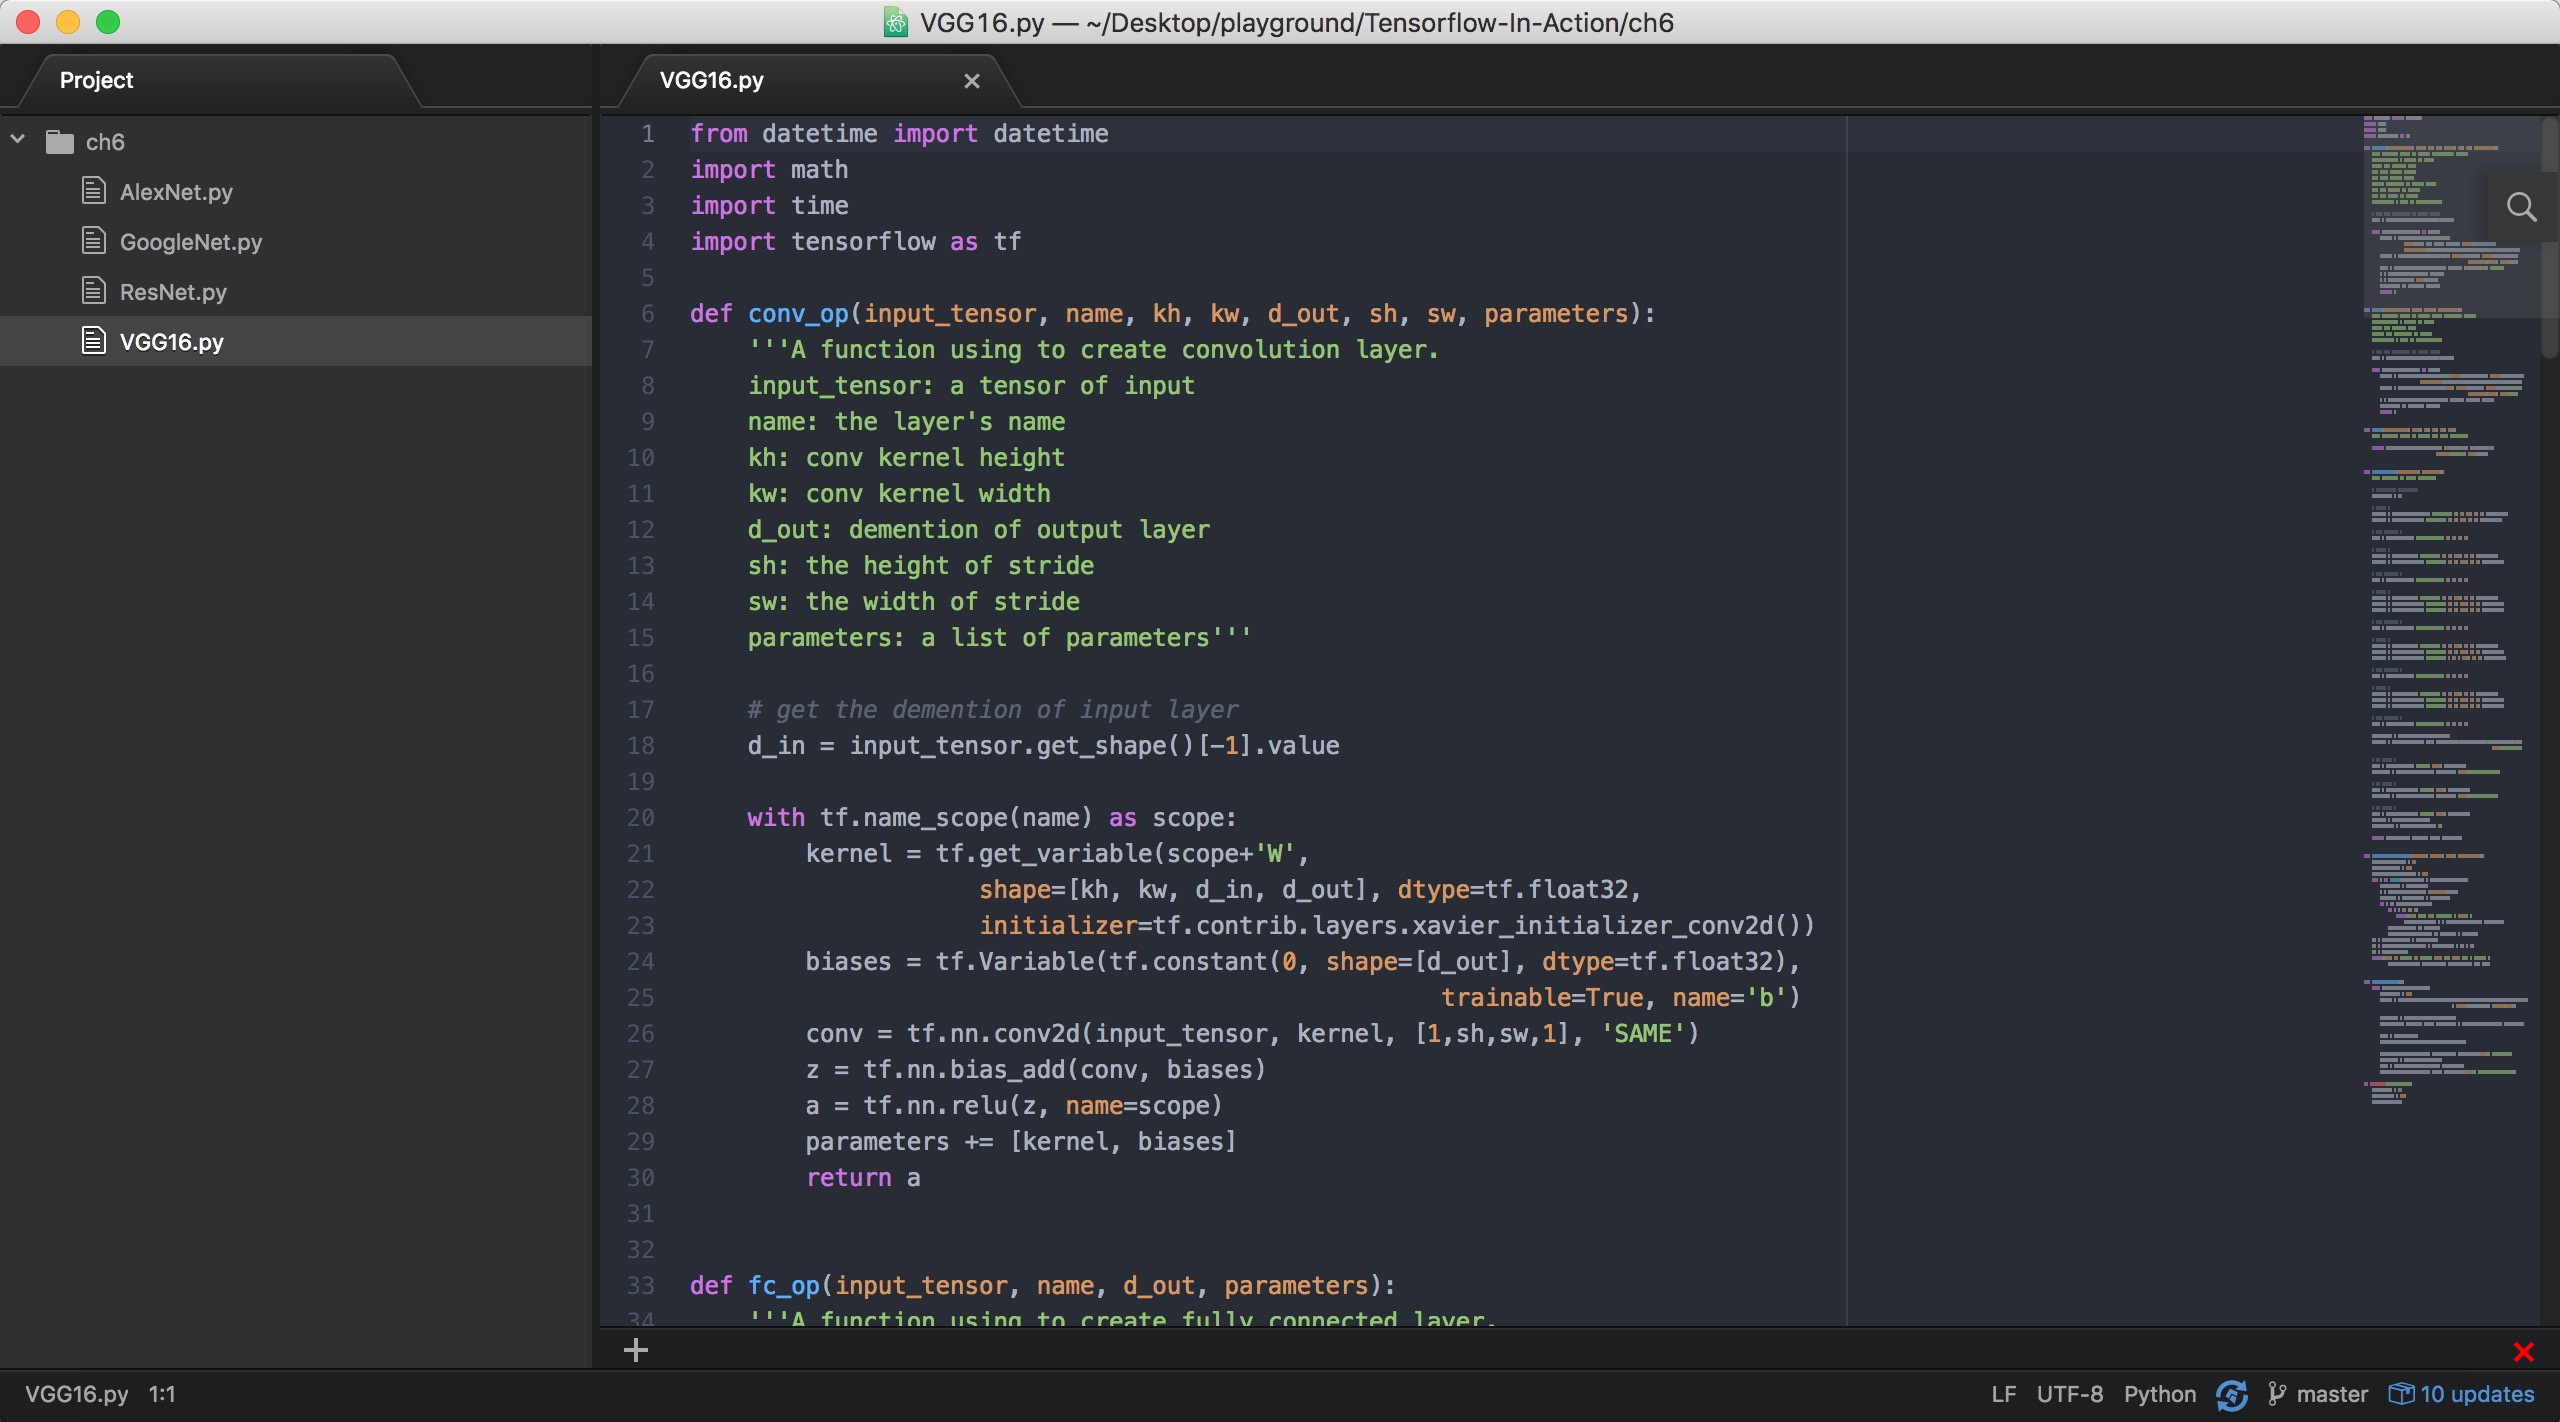 VGG16.py — ~/Desktop/playground/Tensorflow-In-Action/ch6
Project
ch6
AlexNet.py
GoogleNet.py
ResNet.py
VGG16.py
VGG16.py
1 from datetime import datetime
2 import math
3 import time
4 import tensorflow as tf
5
6 def conv_op(input_tensor, name, kh, kw, d_out, sh, sw, parameters):
7     '''A function using to create convolution layer.
8     input_tensor: a tensor of input
9     name: the layer's name
10     kh: conv kernel height
11     kw: conv kernel width
12     d_out: demention of output layer
13     sh: the height of stride
14     sw: the width of stride
15     parameters: a list of parameters'''
16
17     # get the demention of input layer
18     d_in = input_tensor.get_shape()[-1].value
19
20     with tf.name_scope(name) as scope:
21         kernel = tf.get_variable(scope+'W',
22                     shape=[kh, kw, d_in, d_out], dtype=tf.float32,
23                     initializer=tf.contrib.layers.xavier_initializer_conv2d())
24         biases = tf.Variable(tf.constant(0, shape=[d_out], dtype=tf.float32),
25                                                     trainable=True, name='b')
26         conv = tf.nn.conv2d(input_tensor, kernel, [1,sh,sw,1], 'SAME')
27         z = tf.nn.bias_add(conv, biases)
28         a = tf.nn.relu(z, name=scope)
29         parameters += [kernel, biases]
30         return a
31
32
33 def fc_op(input_tensor, name, d_out, parameters):
34     '''A function using to create fully connected layer.
VGG16.py 1:1
LF UTF-8 Python master 10 updates